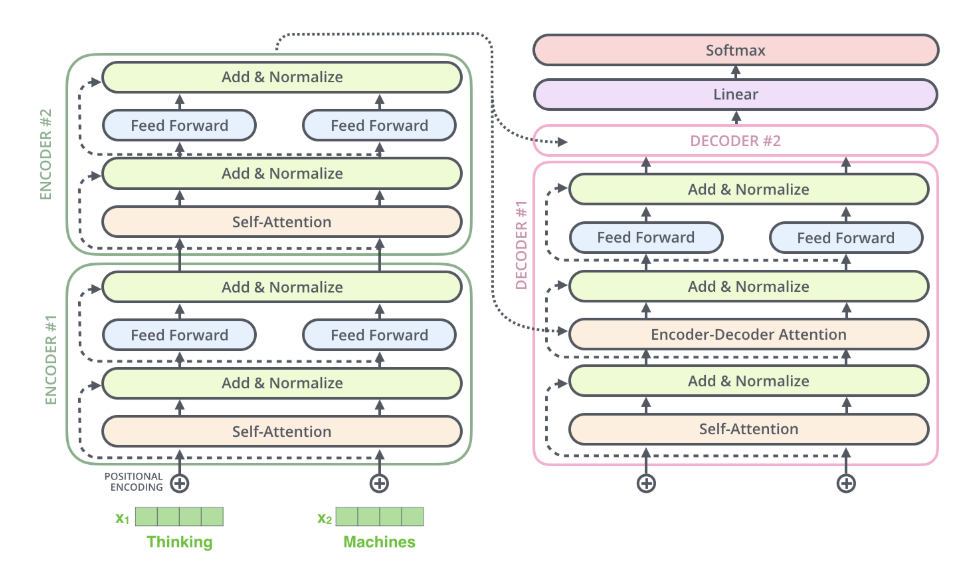 ENCODER #2
Add & Normalize
Feed Forward
Feed Forward
Add & Normalize
Self-Attention
ENCODER #1
Add & Normalize
Feed Forward
Feed Forward
Add & Normalize
Self-Attention
POSITIONAL
ENCODING
x1
x2
Thinking
Machines
Softmax
Linear
DECODER #2
DECODER #1
Add & Normalize
Feed Forward
Feed Forward
Add & Normalize
Encoder-Decoder Attention
Add & Normalize
Self-Attention